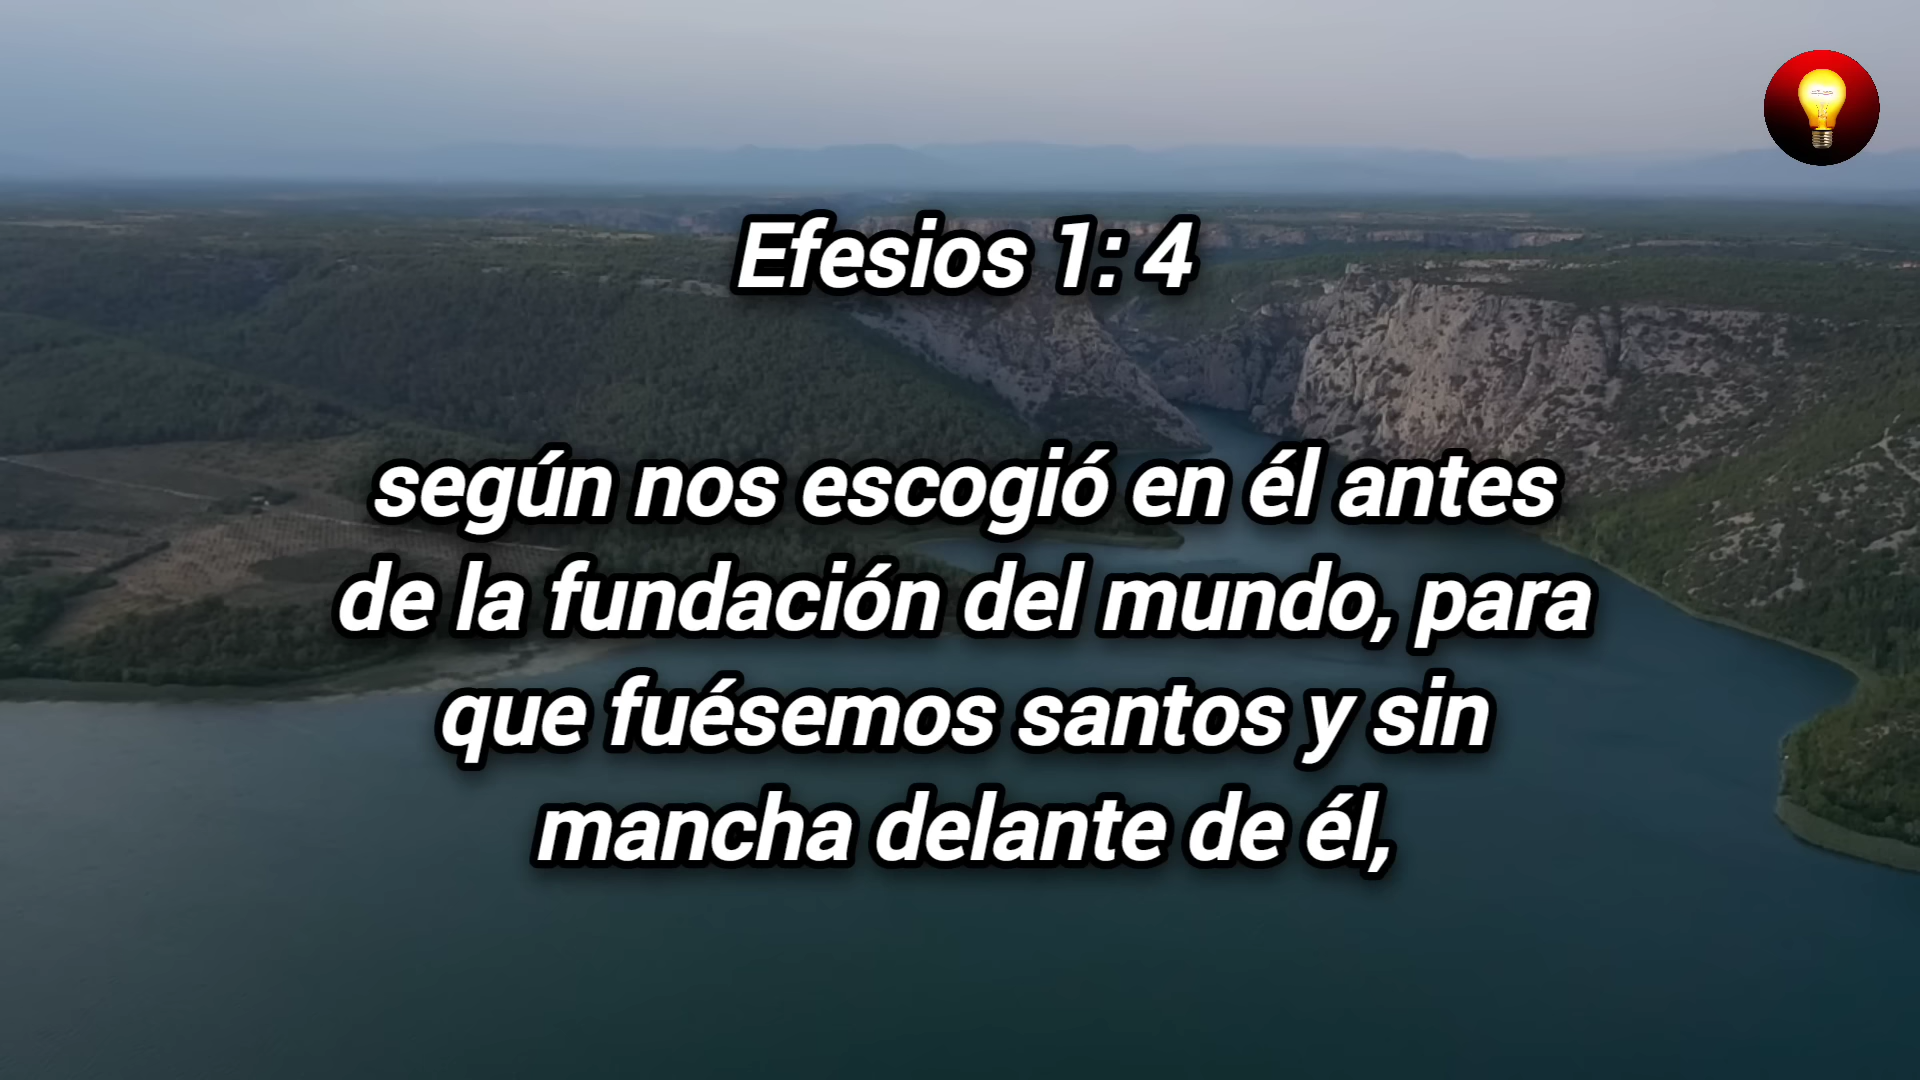 Efesios 1: 4
según nos escogió en él antes
de la fundación del mundo, para
que fuésemos santos y sin
mancha delante de él,